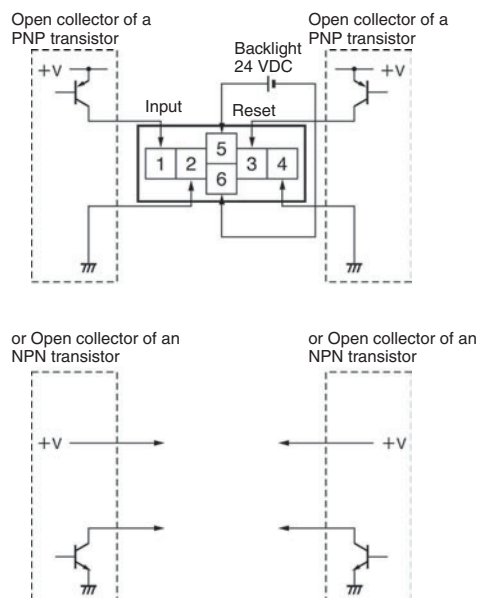 Open collector of a
PNP transistor
Open collector of a
PNP transistor
Backlight
24 VDC
+V
+V
Input
Reset
5
1 2 3 4
6
or Open collector of an
NPN transistor
or Open collector of an
NPN transistor
+V
+V